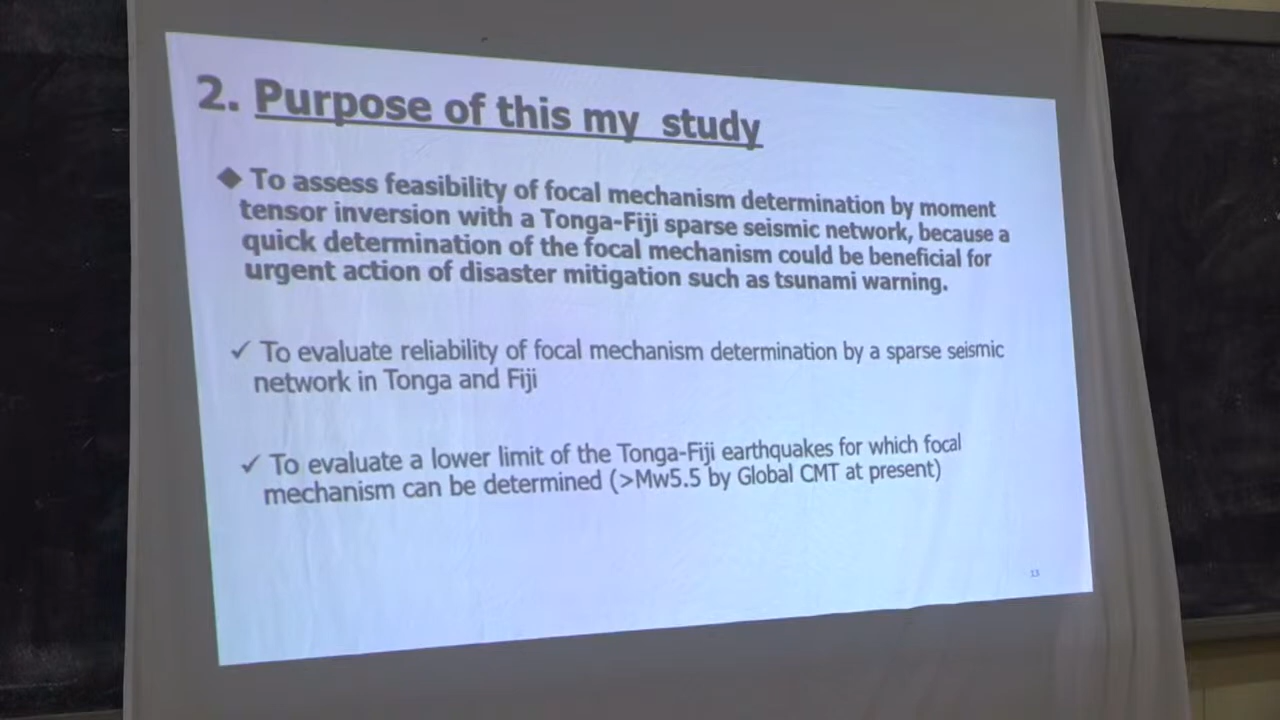 2. Purpose of this my study
◆ To assess feasibility of focal mechanism determination by moment
tensor inversion with a Tonga-Fiji sparse seismic network, because a
quick determination of the focal mechanism could be beneficial for
urgent action of disaster mitigation such as tsunami warning.
✓ To evaluate reliability of focal mechanism determination by a sparse seismic
network in Tonga and Fiji
✓ To evaluate a lower limit of the Tonga-Fiji earthquakes for which focal
mechanism can be determined (>Mw5.5 by Global CMT at present)
13